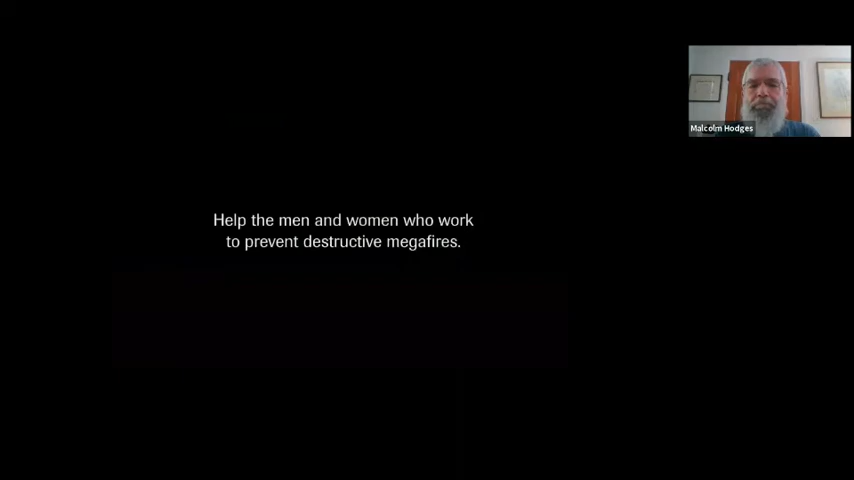 Help the men and women who work
to prevent destructive megafires.
Malcolm Hodges